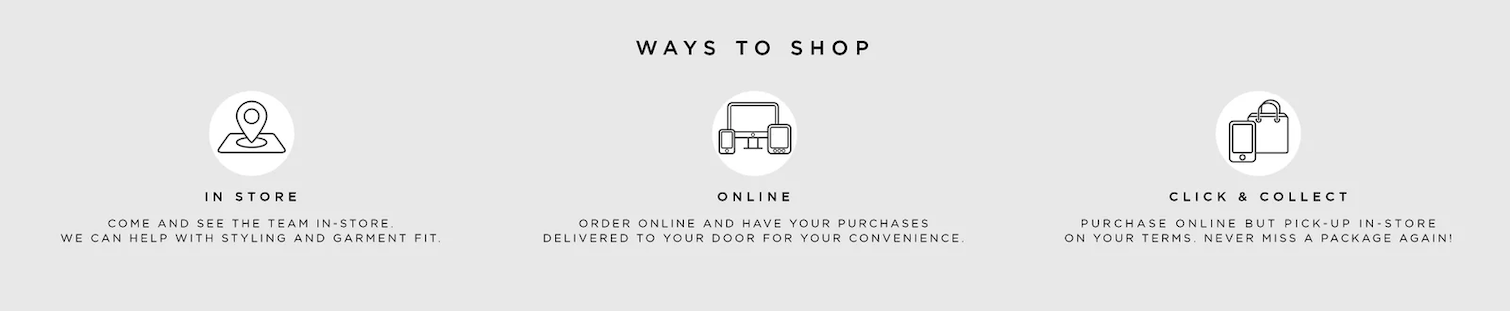 WAYS TO SHOP
IN STORE
COME AND SEE THE TEAM IN-STORE.
WE CAN HELP WITH STYLING AND GARMENT FIT.
ONLINE
ORDER ONLINE AND HAVE YOUR PURCHASES
DELIVERED TO YOUR DOOR FOR YOUR CONVENIENCE.
CLICK & COLLECT
PURCHASE ONLINE BUT PICK-UP IN-STORE
ON YOUR TERMS. NEVER MISS A PACKAGE AGAIN!